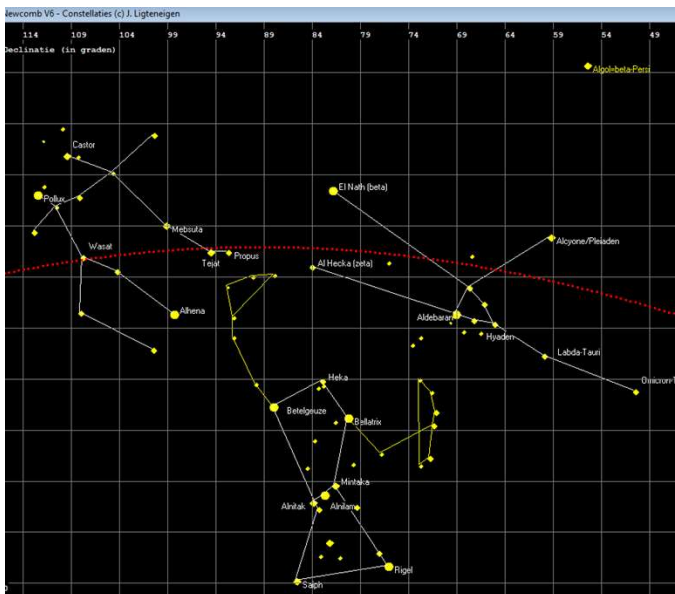 Newcomb V6 - Constellaties (c) J. Ligteneigen
114 109 104 99 94 89 84 79 74 69 64 59 54 49
Declinatie (in graden)
Algol=beta-Persi
Castor
El Nath (beta)
Pollux
Mebsuta
Alcyone/Pleiaden
Wasat
Propus
Tejat
Al Hecka (zeta)
Alhena
Aldebaran
Hyaden
Labda-Tauri
Heka
Omicron-T
Betelgeuze
Bellatrix
Mintaka
Alnitak
Alnilam
Rigel
Saiph